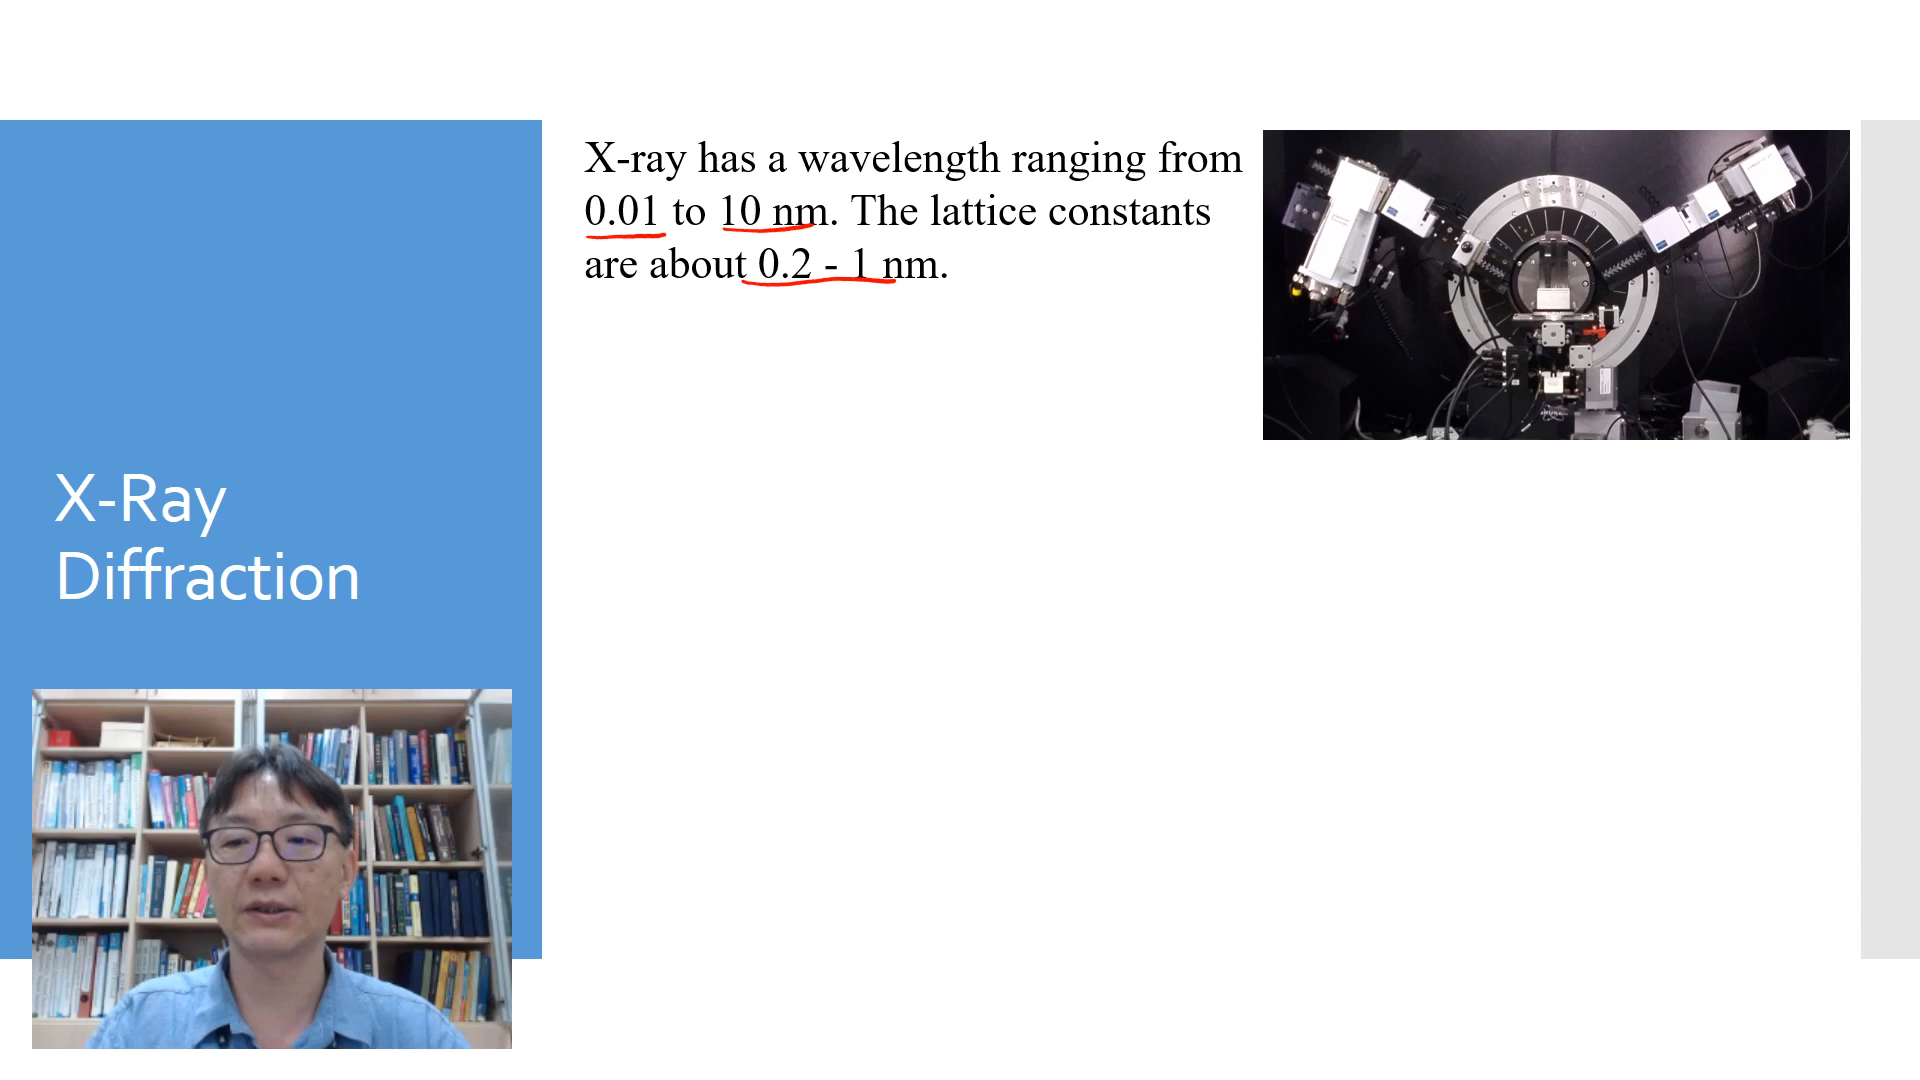 X-ray has a wavelength ranging from
0.01 to 10 nm. The lattice constants
are about 0.2 - 1 nm.
X-Ray
Diffraction